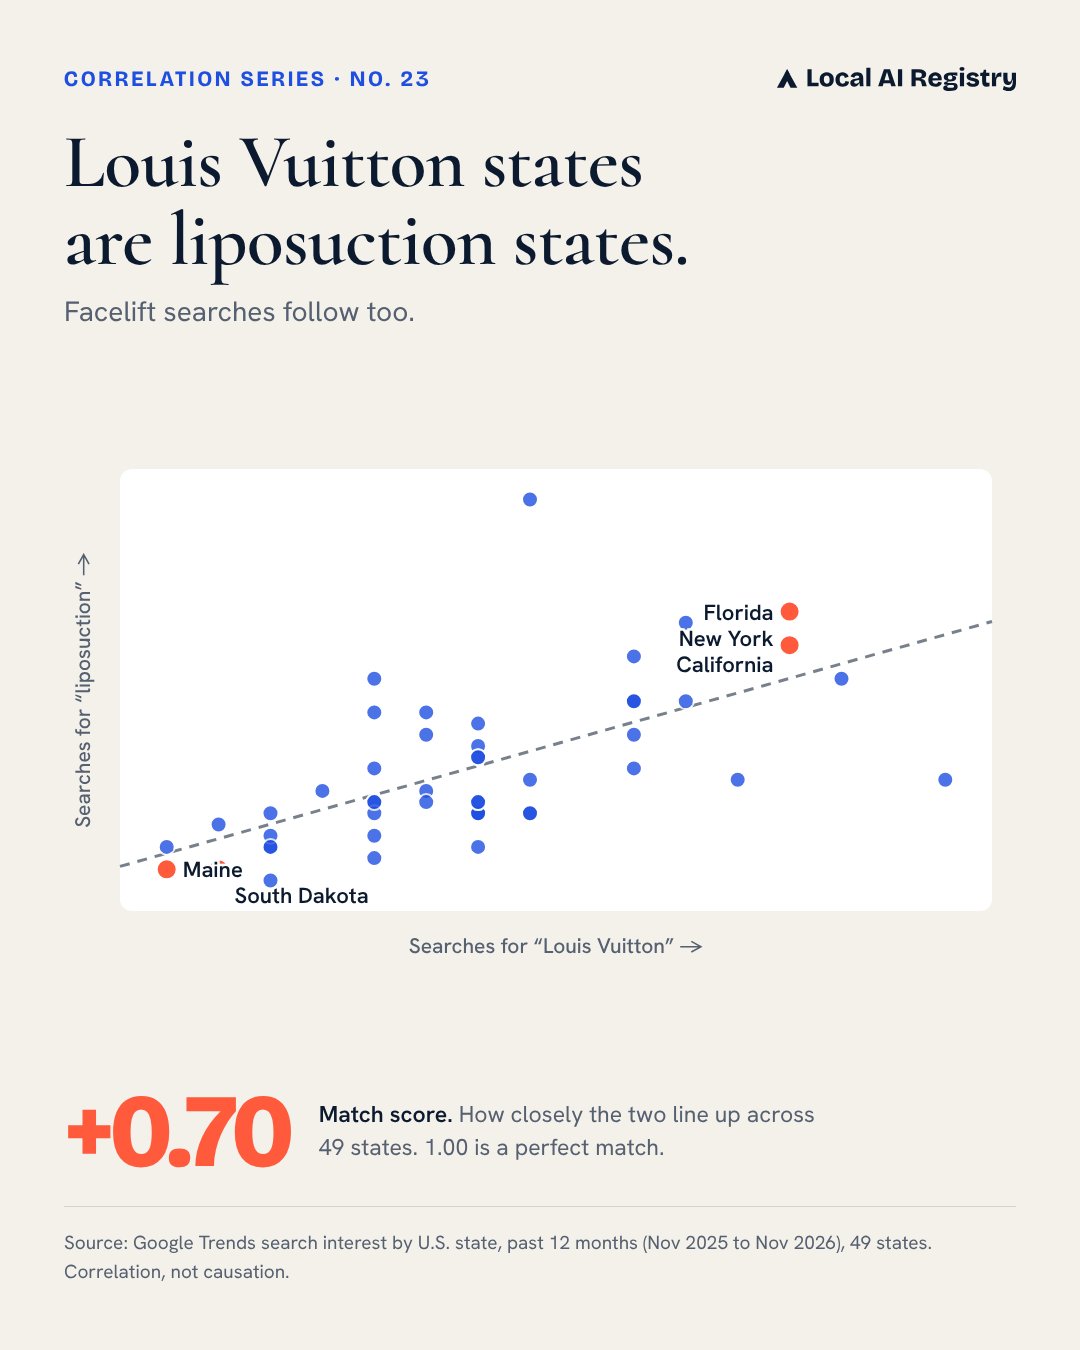 CORRELATION SERIES · NO. 23
Local AI Registry
Louis Vuitton states
are liposuction states.
Facelift searches follow too.
Searches for “liposuction” →
Florida
New York
California
Maine
South Dakota
Searches for “Louis Vuitton” →
+0.70
Match score. How closely the two line up across
49 states. 1.00 is a perfect match.
Source: Google Trends search interest by U.S. state, past 12 months (Nov 2025 to Nov 2026), 49 states.
Correlation, not causation.